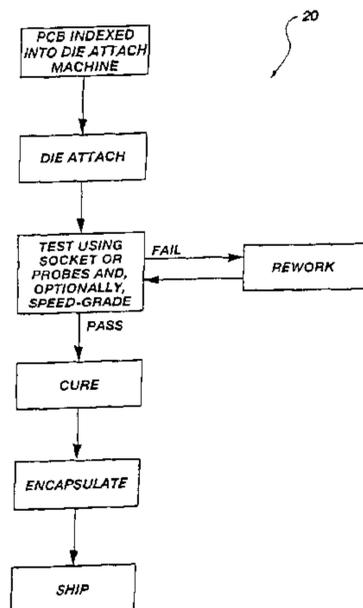 20
PCB INDEXED
INTO DIE ATTACH
MACHINE
DIE ATTACH
TEST USING
SOCKET OR
PROBES AND,
OPTIONALLY,
SPEED-GRADE
FAIL
REWORK
PASS
CURE
ENCAPSULATE
SHIP